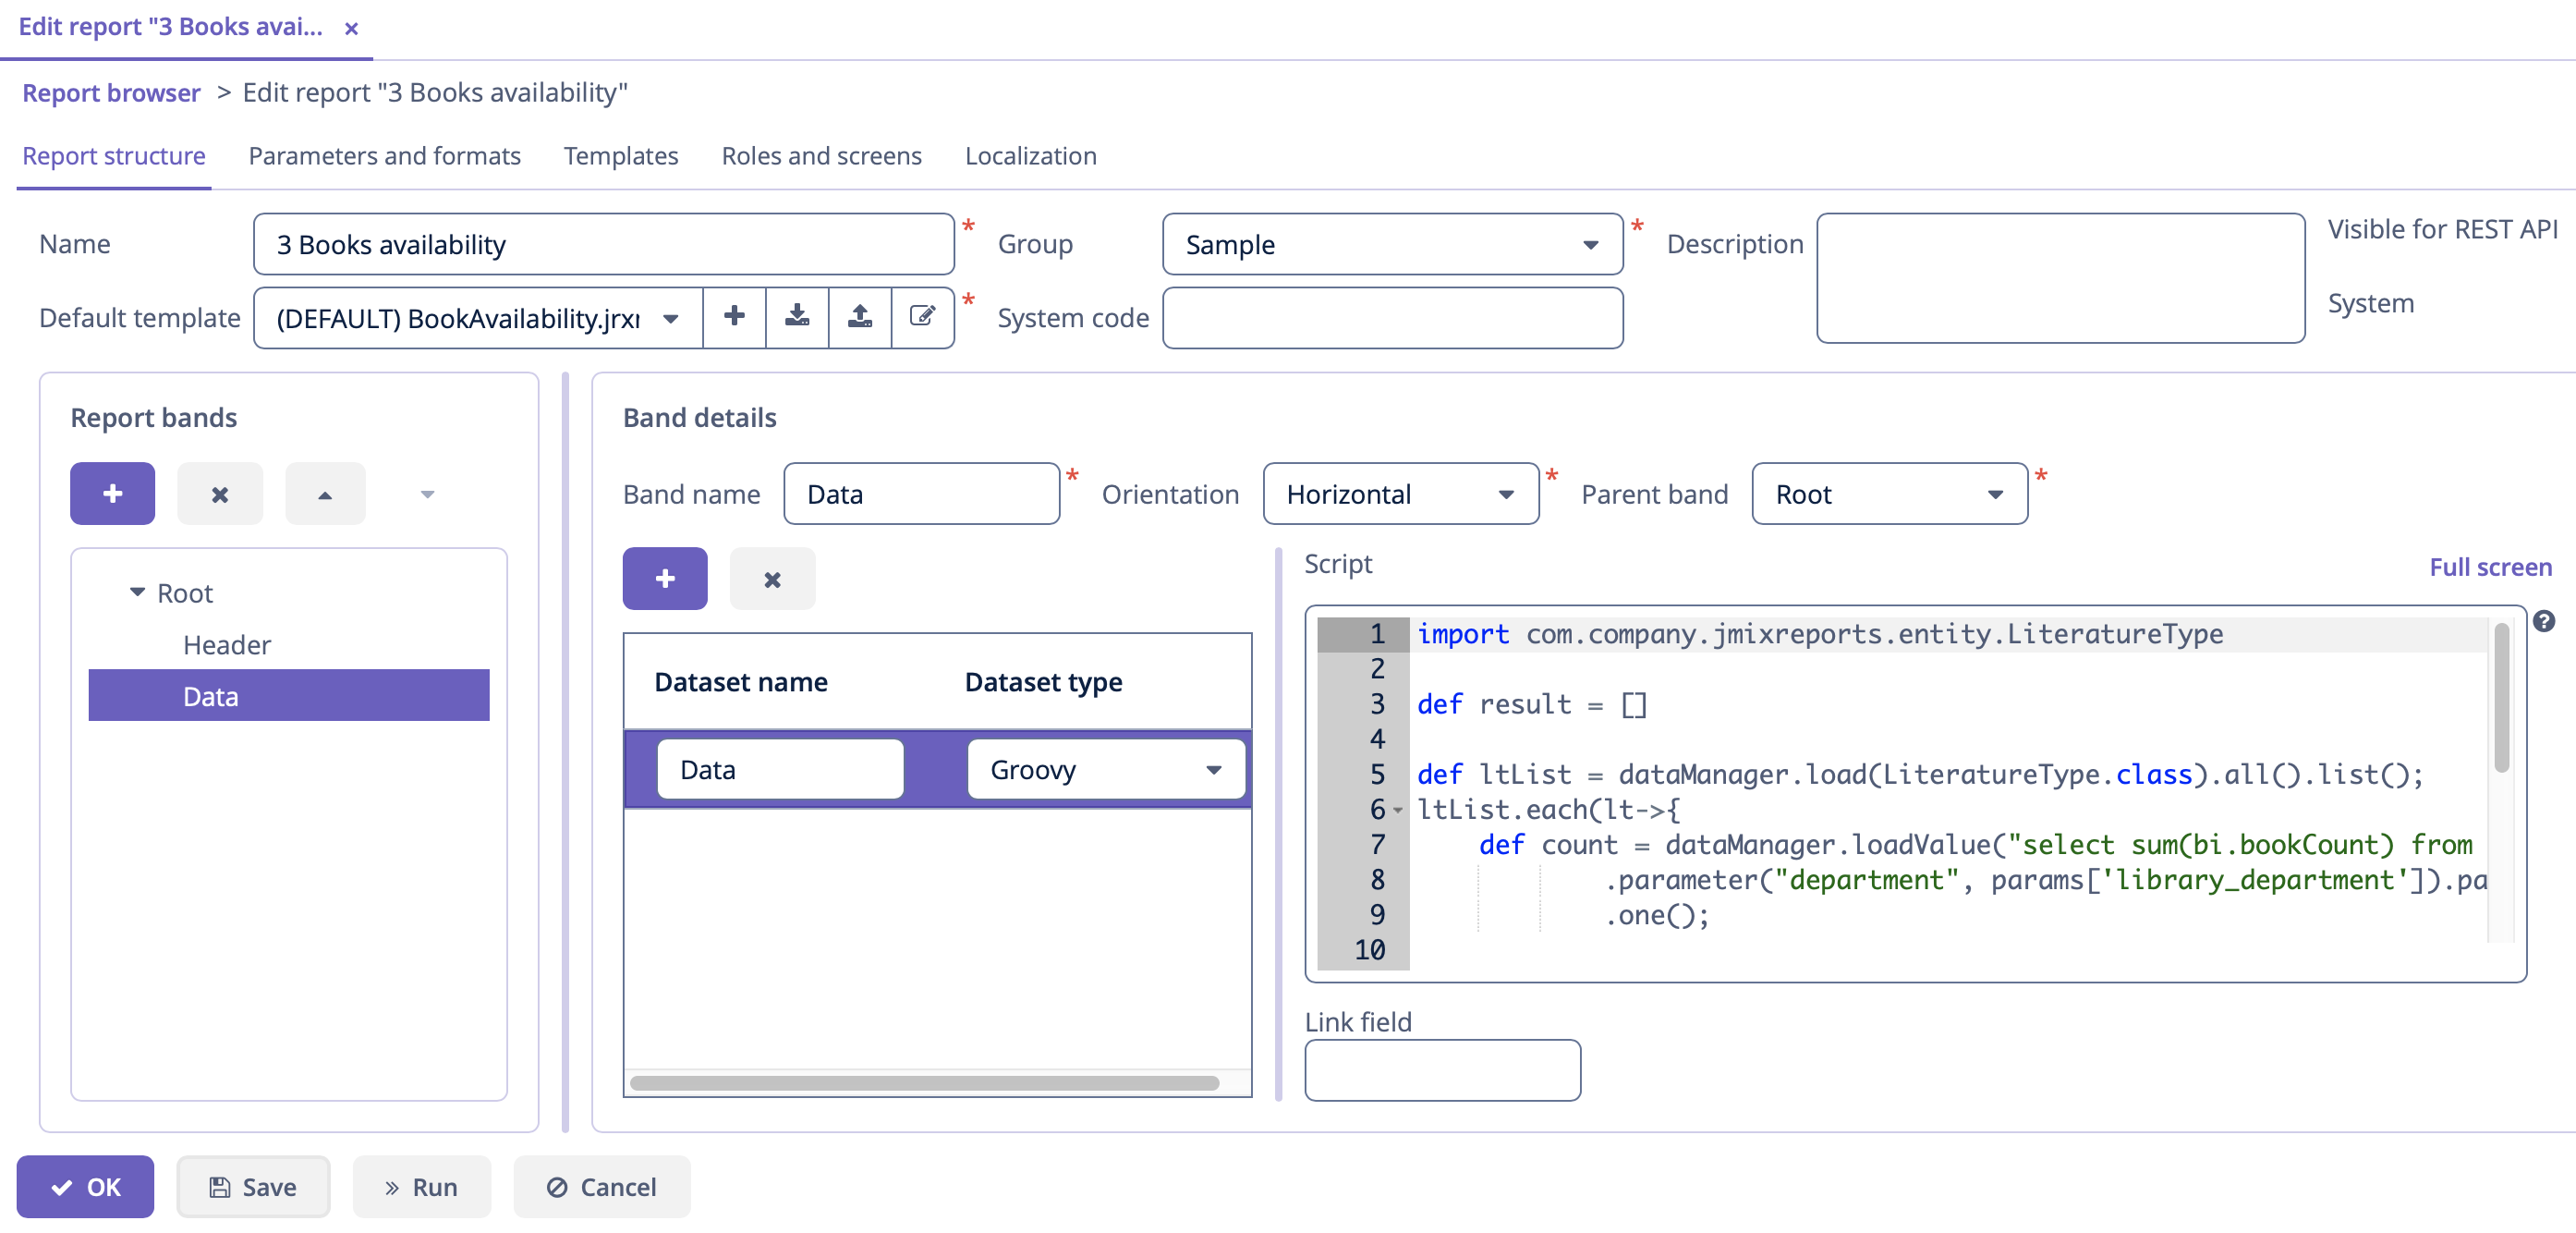 Edit report "3 Books avai...
Report browser > Edit report "3 Books availability"
Report structure Parameters and formats Templates Roles and screens Localization
Name 3 Books availability * Group Sample * Description Visible for REST API
Default template (DEFAULT) BookAvailability.jrxr * System code System
Report bands
Root
Header
Data
Band details
Band name Data * Orientation Horizontal * Parent band Root *
Dataset name Dataset type
Data Groovy
Script Full screen
1 import com.company.jmixreports.entity.LiteratureType
2
3 def result = []
4
5 def ltList = dataManager.load(LiteratureType.class).all().list();
6 ltList.each(lt->{
7 def count = dataManager.loadValue("select sum(bi.bookCount) from
8 .parameter("department", params['library_department']).pa
9 .one();
10
Link field
OK Save Run Cancel